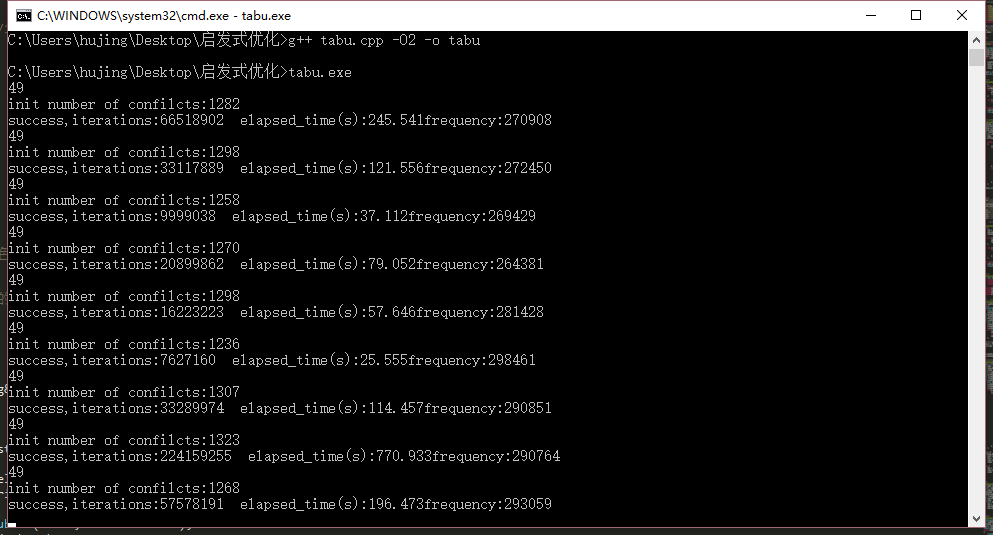 C:\WINDOWS\system32\cmd.exe - tabu.exe
C:\Users\hujing\Desktop\启发式优化>g++ tabu.cpp -O2 -o tabu
C:\Users\hujing\Desktop\启发式优化>tabu.exe
49
init number of confilcts:1282
success,iterations:66518902  elapsed_time(s):245.541frequency:270908
49
init number of confilcts:1298
success,iterations:33117889  elapsed_time(s):121.556frequency:272450
49
init number of confilcts:1258
success,iterations:9999038  elapsed_time(s):37.112frequency:269429
49
init number of confilcts:1270
success,iterations:20899862  elapsed_time(s):79.052frequency:264381
49
init number of confilcts:1298
success,iterations:16223223  elapsed_time(s):57.646frequency:281428
49
init number of confilcts:1236
success,iterations:7627160  elapsed_time(s):25.555frequency:298461
49
init number of confilcts:1307
success,iterations:33289974  elapsed_time(s):114.457frequency:290851
49
init number of confilcts:1323
success,iterations:224159255  elapsed_time(s):770.933frequency:290764
49
init number of confilcts:1268
success,iterations:57578191  elapsed_time(s):196.473frequency:293059